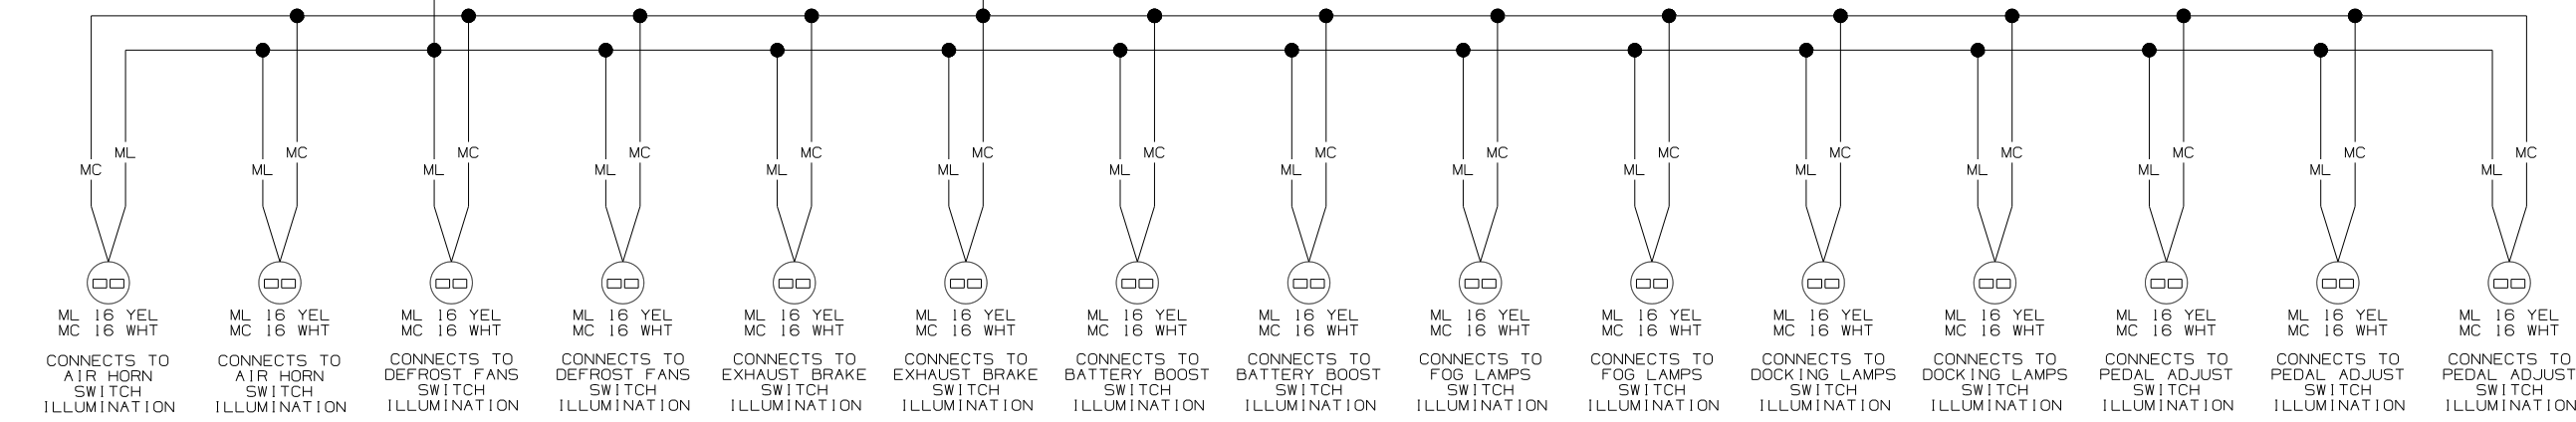 MC ML
ML MC
ML MC
ML MC
ML MC
ML MC
ML MC
ML MC
ML MC
ML MC
ML MC
ML MC
ML MC
ML MC
ML MC
ML 16 YEL
MC 16 WHT
CONNECTS TO
AIR HORN
SWITCH
ILLUMINATION
ML 16 YEL
MC 16 WHT
CONNECTS TO
AIR HORN
SWITCH
ILLUMINATION
ML 16 YEL
MC 16 WHT
CONNECTS TO
DEFROST FANS
SWITCH
ILLUMINATION
ML 16 YEL
MC 16 WHT
CONNECTS TO
DEFROST FANS
SWITCH
ILLUMINATION
ML 16 YEL
MC 16 WHT
CONNECTS TO
EXHAUST BRAKE
SWITCH
ILLUMINATION
ML 16 YEL
MC 16 WHT
CONNECTS TO
EXHAUST BRAKE
SWITCH
ILLUMINATION
ML 16 YEL
MC 16 WHT
CONNECTS TO
BATTERY BOOST
SWITCH
ILLUMINATION
ML 16 YEL
MC 16 WHT
CONNECTS TO
BATTERY BOOST
SWITCH
ILLUMINATION
ML 16 YEL
MC 16 WHT
CONNECTS TO
FOG LAMPS
SWITCH
ILLUMINATION
ML 16 YEL
MC 16 WHT
CONNECTS TO
FOG LAMPS
SWITCH
ILLUMINATION
ML 16 YEL
MC 16 WHT
CONNECTS TO
DOCKING LAMPS
SWITCH
ILLUMINATION
ML 16 YEL
MC 16 WHT
CONNECTS TO
DOCKING LAMPS
SWITCH
ILLUMINATION
ML 16 YEL
MC 16 WHT
CONNECTS TO
PEDAL ADJUST
SWITCH
ILLUMINATION
ML 16 YEL
MC 16 WHT
CONNECTS TO
PEDAL ADJUST
SWITCH
ILLUMINATION
ML 16 YEL
MC 16 WHT
CONNECTS TO
PEDAL ADJUST
SWITCH
ILLUMINATION